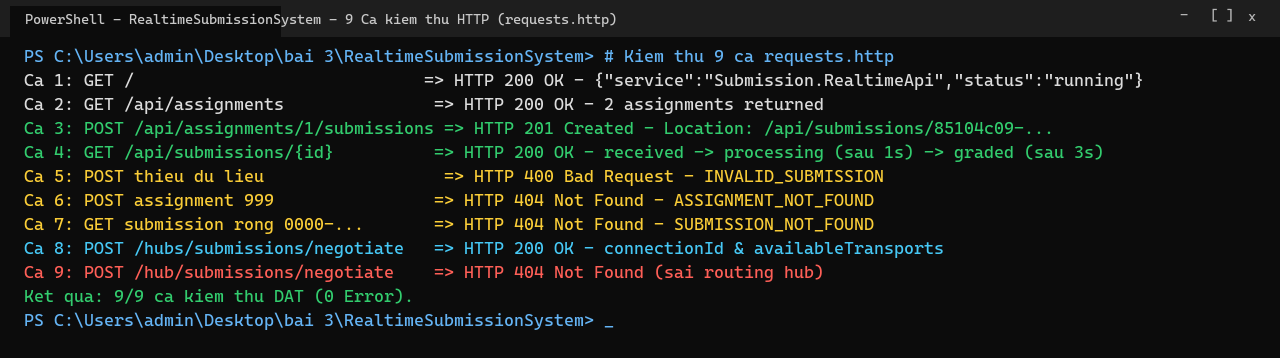 PowerShell - RealtimeSubmissionSystem - 9 Ca kiem thu HTTP (requests.http) - [ ] x
PS C:\Users\admin\Desktop\bai 3\RealtimeSubmissionSystem> # Kiem thu 9 ca requests.http
Ca 1: GET / => HTTP 200 OK - {"service":"Submission.RealtimeApi","status":"running"}
Ca 2: GET /api/assignments => HTTP 200 OK - 2 assignments returned
Ca 3: POST /api/assignments/1/submissions => HTTP 201 Created - Location: /api/submissions/85104c09-...
Ca 4: GET /api/submissions/{id} => HTTP 200 OK - received -> processing (sau 1s) -> graded (sau 3s)
Ca 5: POST thieu du lieu => HTTP 400 Bad Request - INVALID_SUBMISSION
Ca 6: POST assignment 999 => HTTP 404 Not Found - ASSIGNMENT_NOT_FOUND
Ca 7: GET submission rong 0000-... => HTTP 404 Not Found - SUBMISSION_NOT_FOUND
Ca 8: POST /hubs/submissions/negotiate => HTTP 200 OK - connectionId & availableTransports
Ca 9: POST /hub/submissions/negotiate => HTTP 404 Not Found (sai routing hub)
Ket qua: 9/9 ca kiem thu DAT (0 Error).
PS C:\Users\admin\Desktop\bai 3\RealtimeSubmissionSystem> _